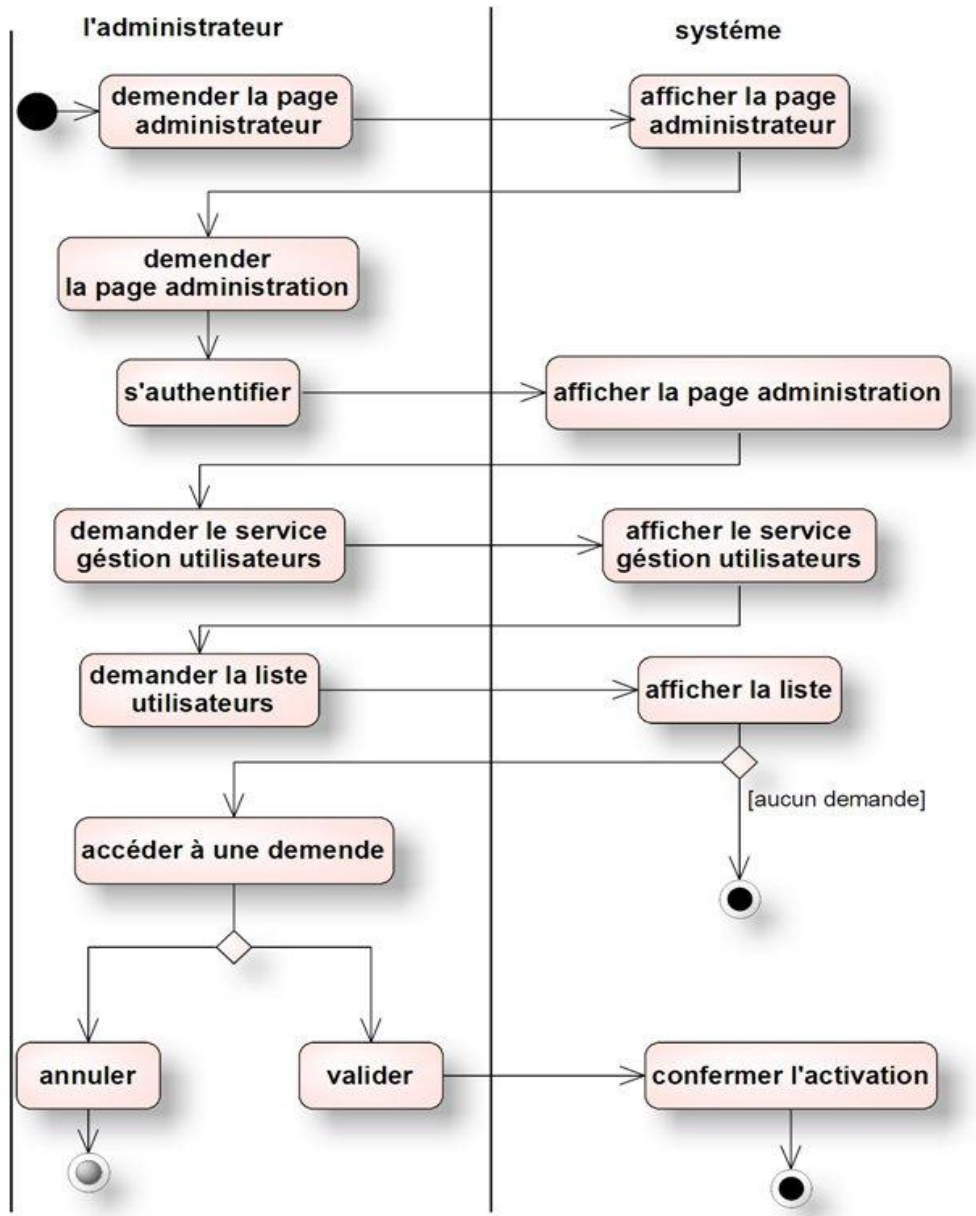 l'administrateur
systéme
demender la page
administrateur
afficher la page
administrateur
demender
la page administration
s'authentifier
afficher la page administration
demander le service
géstion utilisateurs
afficher le service
géstion utilisateurs
demander la liste
utilisateurs
afficher la liste
[aucun demande]
accéder à une demende
annuler
valider
confermer l'activation